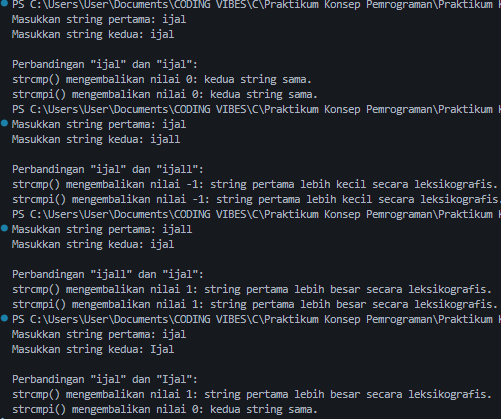 PS C:\Users\User\Documents\CODING VIBES\C\Praktikum Konsep Pemrograman\Praktikum
Masukkan string pertama: ijal
Masukkan string kedua: ijal
Perbandingan "ijal" dan "ijal":
strcmp() mengembalikan nilai 0: kedua string sama.
strcmpi() mengembalikan nilai 0: kedua string sama.
PS C:\Users\User\Documents\CODING VIBES\C\Praktikum Konsep Pemrograman\Praktikum
Masukkan string pertama: ijal
Masukkan string kedua: ijall
Perbandingan "ijal" dan "ijall":
strcmp() mengembalikan nilai -1: string pertama lebih kecil secara leksikografis.
strcmpi() mengembalikan nilai -1: string pertama lebih kecil secara leksikografis.
PS C:\Users\User\Documents\CODING VIBES\C\Praktikum Konsep Pemrograman\Praktikum
Masukkan string pertama: ijall
Masukkan string kedua: ijal
Perbandingan "ijall" dan "ijal":
strcmp() mengembalikan nilai 1: string pertama lebih besar secara leksikografis.
strcmpi() mengembalikan nilai 1: string pertama lebih besar secara leksikografis.
PS C:\Users\User\Documents\CODING VIBES\C\Praktikum Konsep Pemrograman\Praktikum
Masukkan string pertama: ijal
Masukkan string kedua: Ijal
Perbandingan "ijal" dan "Ijal":
strcmp() mengembalikan nilai 1: string pertama lebih besar secara leksikografis.
strcmpi() mengembalikan nilai 0: kedua string sama.